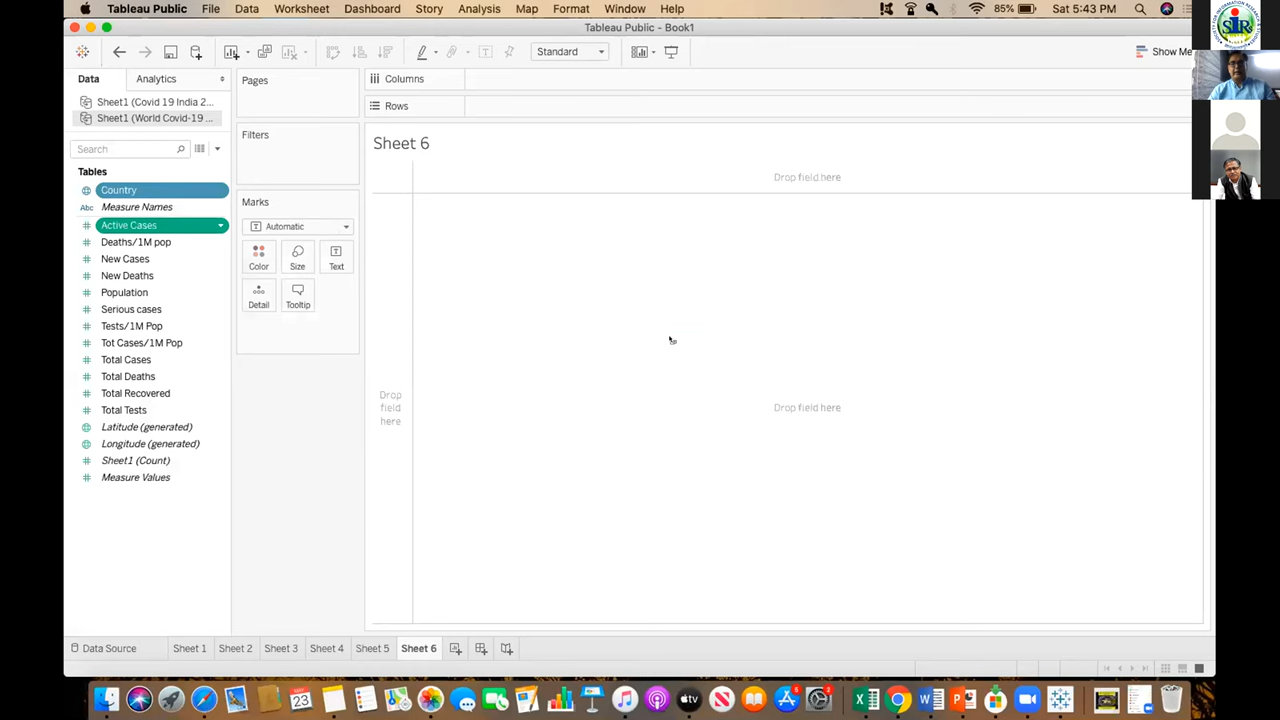 Tableau Public File Data Worksheet Dashboard Story Analysis Map Format Window Help 85% Sat 5:43 PM
Tableau Public - Book1
Standard
Show Me
Data Analytics
Pages
Columns
Sheet1 (Covid 19 India 2...
Rows
Sheet1 (World Covid-19 ...
Filters
Sheet 6
Search
Tables
Drop field here
Country
Abc Measure Names
Marks
Active Cases
Automatic
Deaths/1M pop
New Cases
Color Size Text
New Deaths
Population
Detail Tooltip
Serious cases
Tests/1M Pop
Tot Cases/1M Pop
Total Cases
Total Deaths
Total Recovered
Drop field here
Total Tests
Drop field here
Latitude (generated)
Longitude (generated)
Sheet1 (Count)
Measure Values
Data Source Sheet 1 Sheet 2 Sheet 3 Sheet 4 Sheet 5 Sheet 6